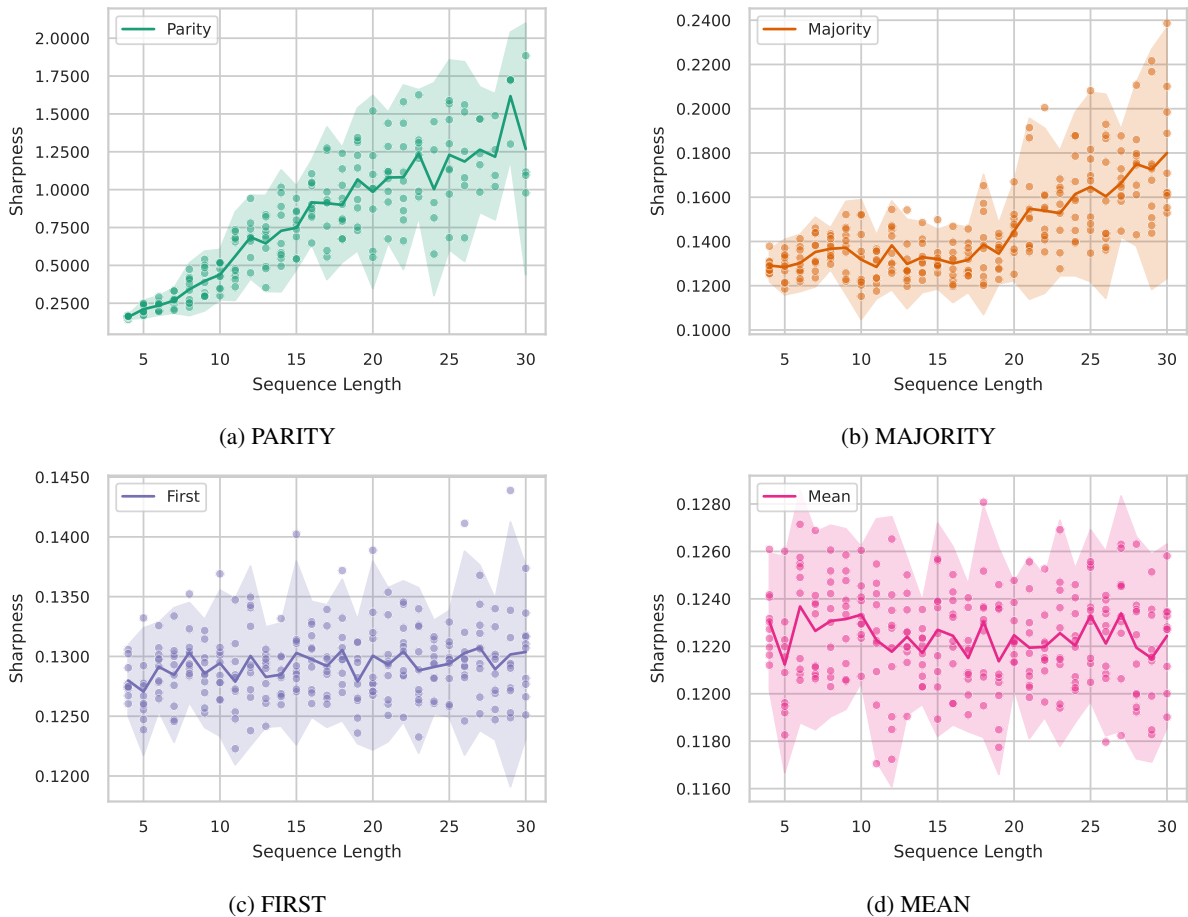 Parity
2.0000
1.7500
1.5000
1.2500
1.0000
0.7500
0.5000
0.2500
Sharpness
5 10 15 20 25 30
Sequence Length
(a) PARITY
Majority
0.2400
0.2200
0.2000
0.1800
0.1600
0.1400
0.1200
0.1000
Sharpness
5 10 15 20 25 30
Sequence Length
(b) MAJORITY
First
0.1450
0.1400
0.1350
0.1300
0.1250
0.1200
Sharpness
5 10 15 20 25 30
Sequence Length
(c) FIRST
Mean
0.1280
0.1260
0.1240
0.1220
0.1200
0.1180
0.1160
Sharpness
5 10 15 20 25 30
Sequence Length
(d) MEAN